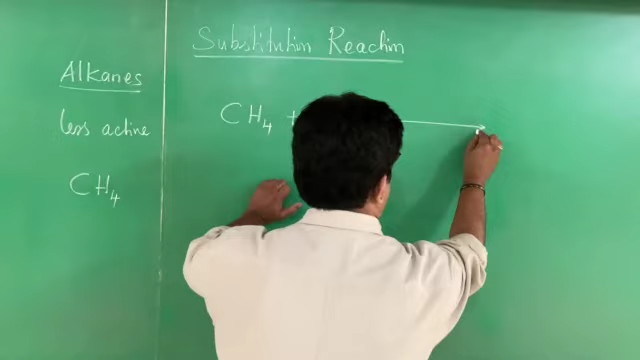 Substitution Reaction
Alkanes
less active
CH4
CH4 +